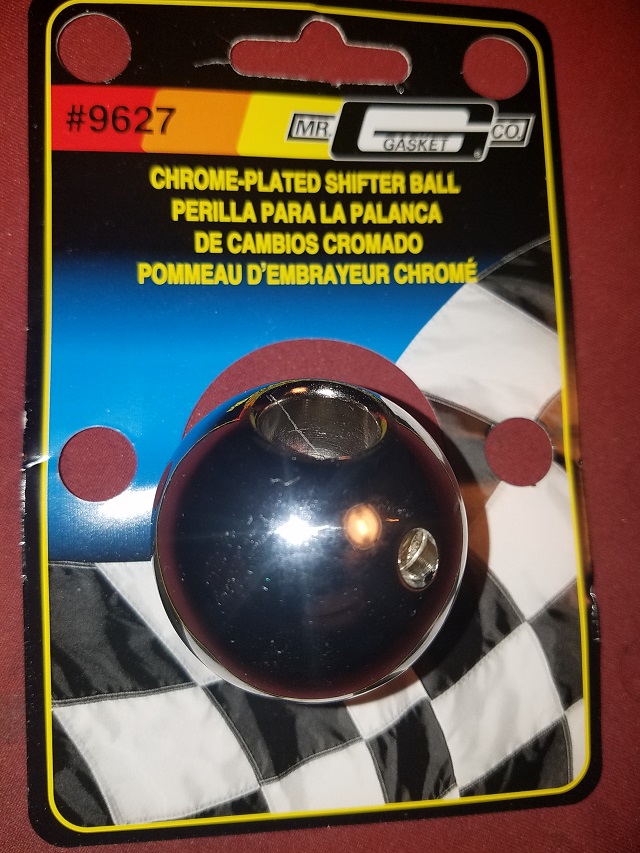 #9627
MR. GASKET CO.
CHROME-PLATED SHIFTER BALL
PERILLA PARA LA PALANCA
DE CAMBIOS CROMADO
POMMEAU D'EMBRAYEUR CHROMÉ